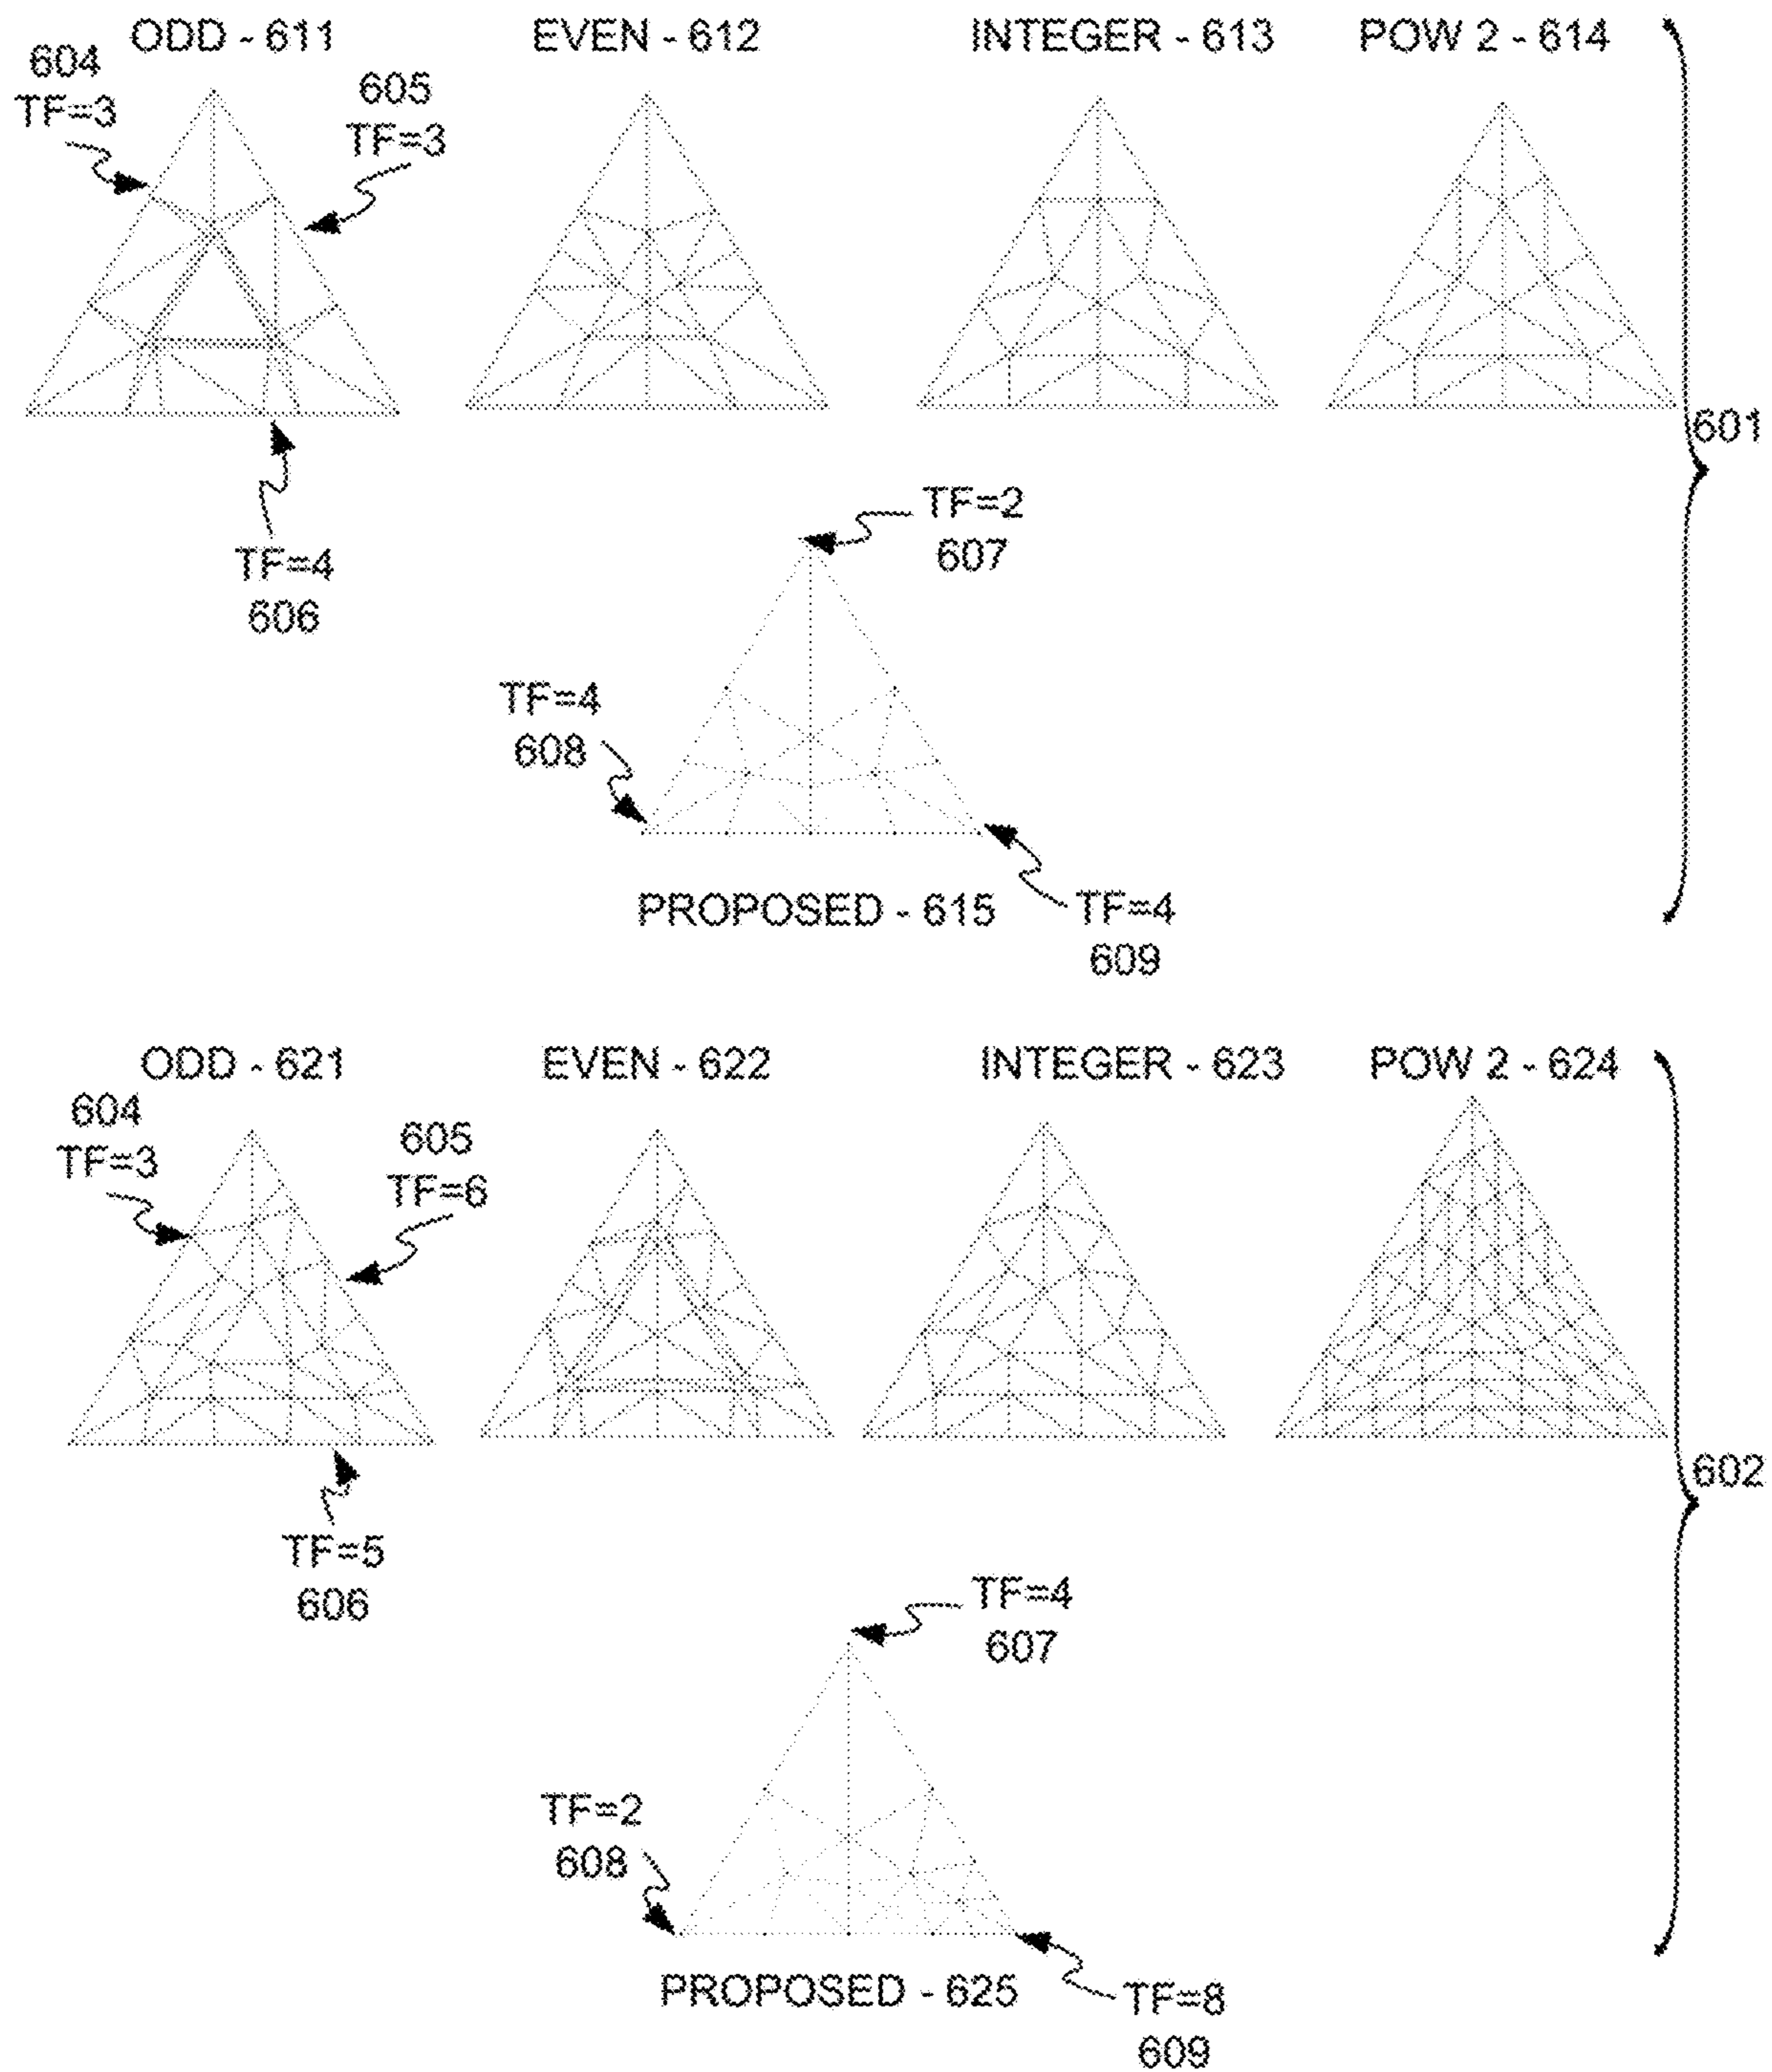 ODD - 611
EVEN - 612
INTEGER - 613
POW 2 - 614
604
TF=3
605
TF=3
601
TF=4
606
TF=2
607
TF=4
608
PROPOSED - 615
TF=4
609
ODD - 621
EVEN - 622
INTEGER - 623
POW 2 - 624
604
TF=3
605
TF=6
602
TF=5
606
TF=4
607
TF=2
608
PROPOSED - 625
TF=8
609